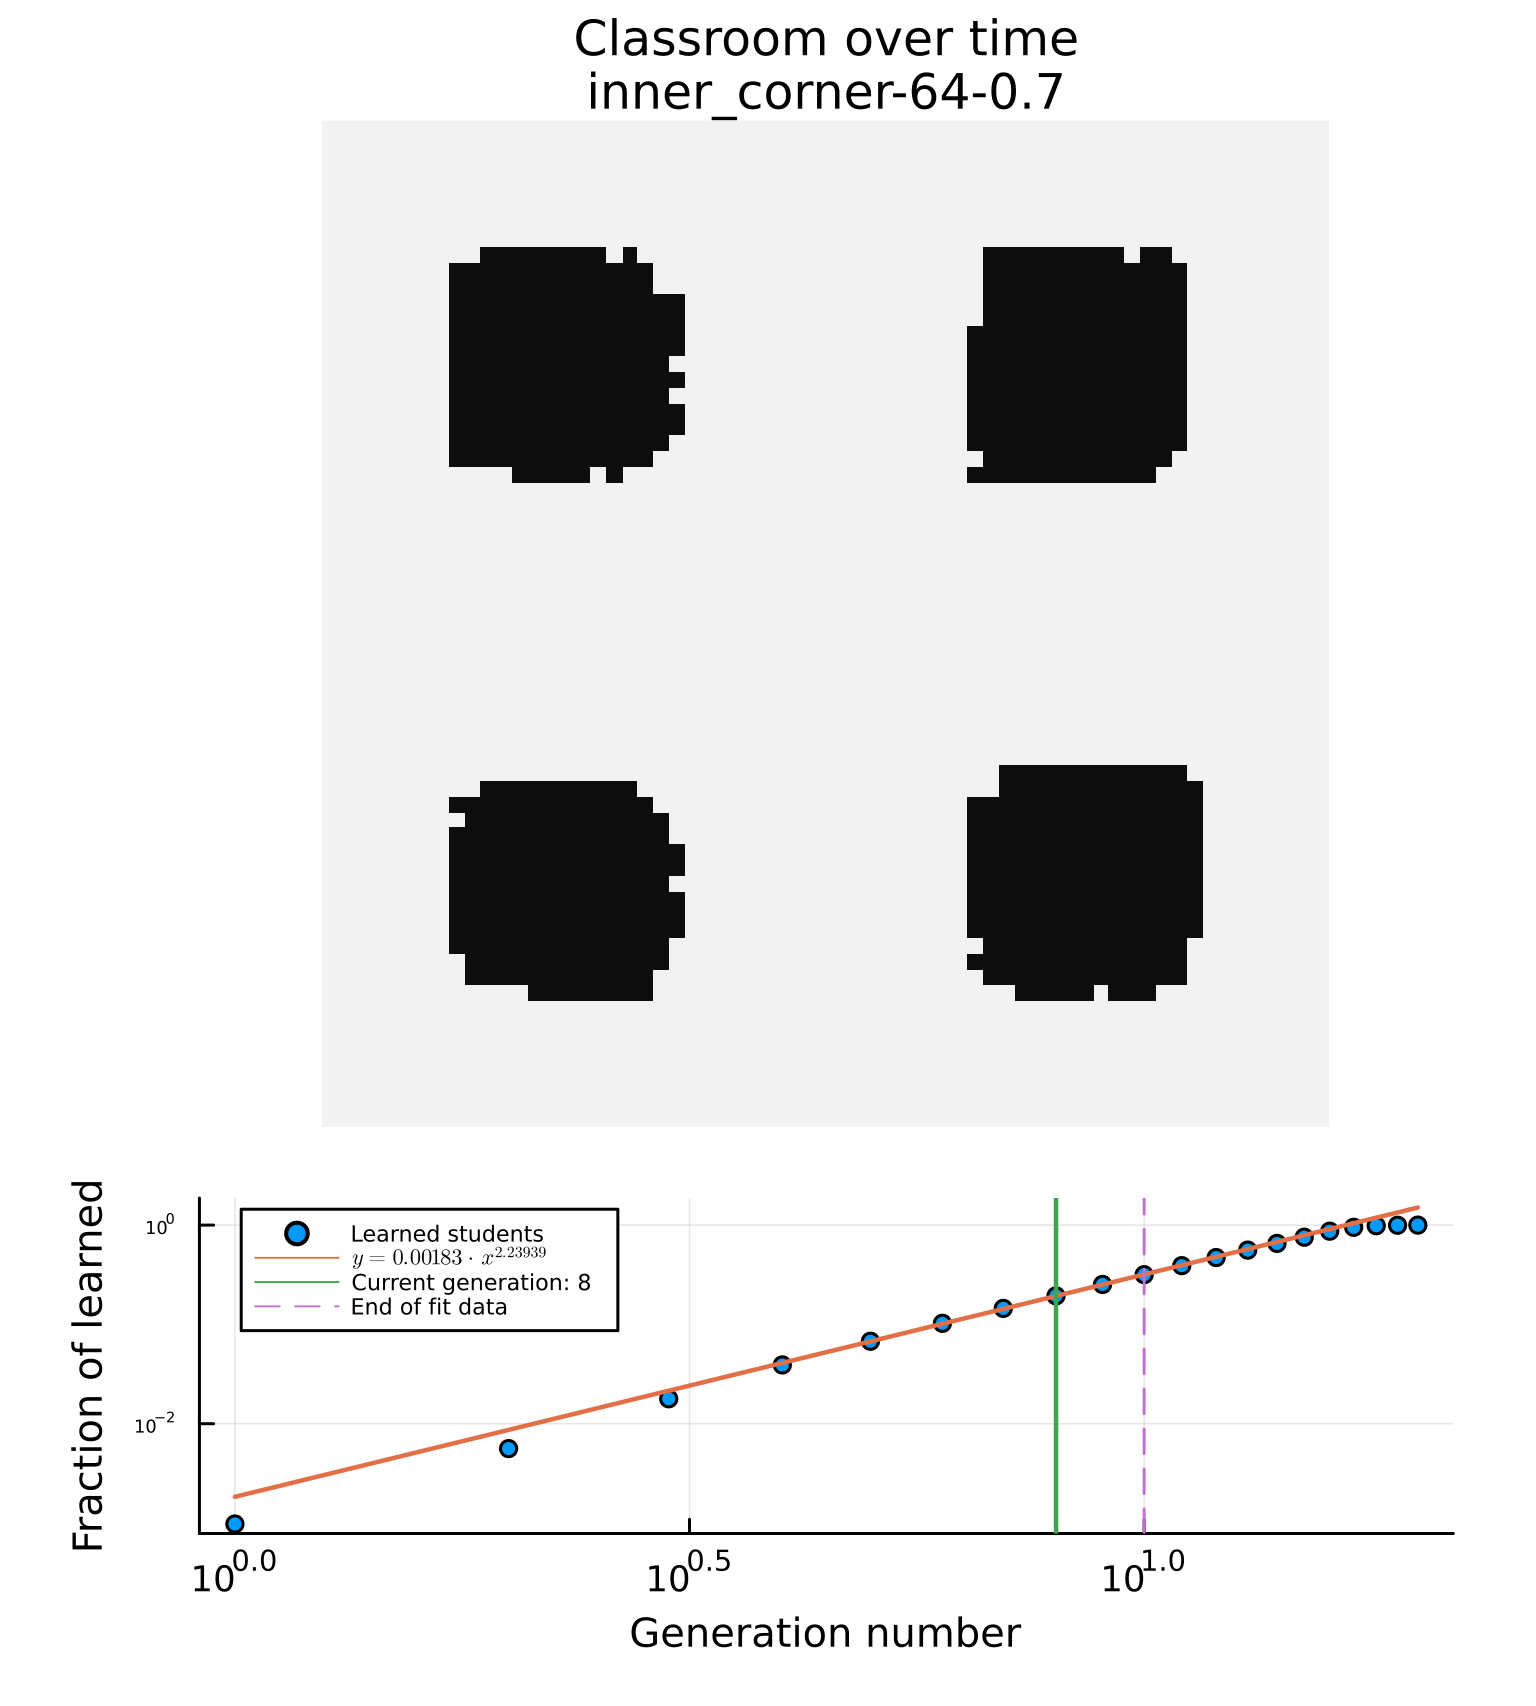 Classroom over time
inner_corner-64-0.7
Fraction of learned
10^0
10^−2
Learned students
y = 0.00183 · x^2.23939
Current generation: 8
End of fit data
10^0.0 10^0.5 10^1.0
Generation number